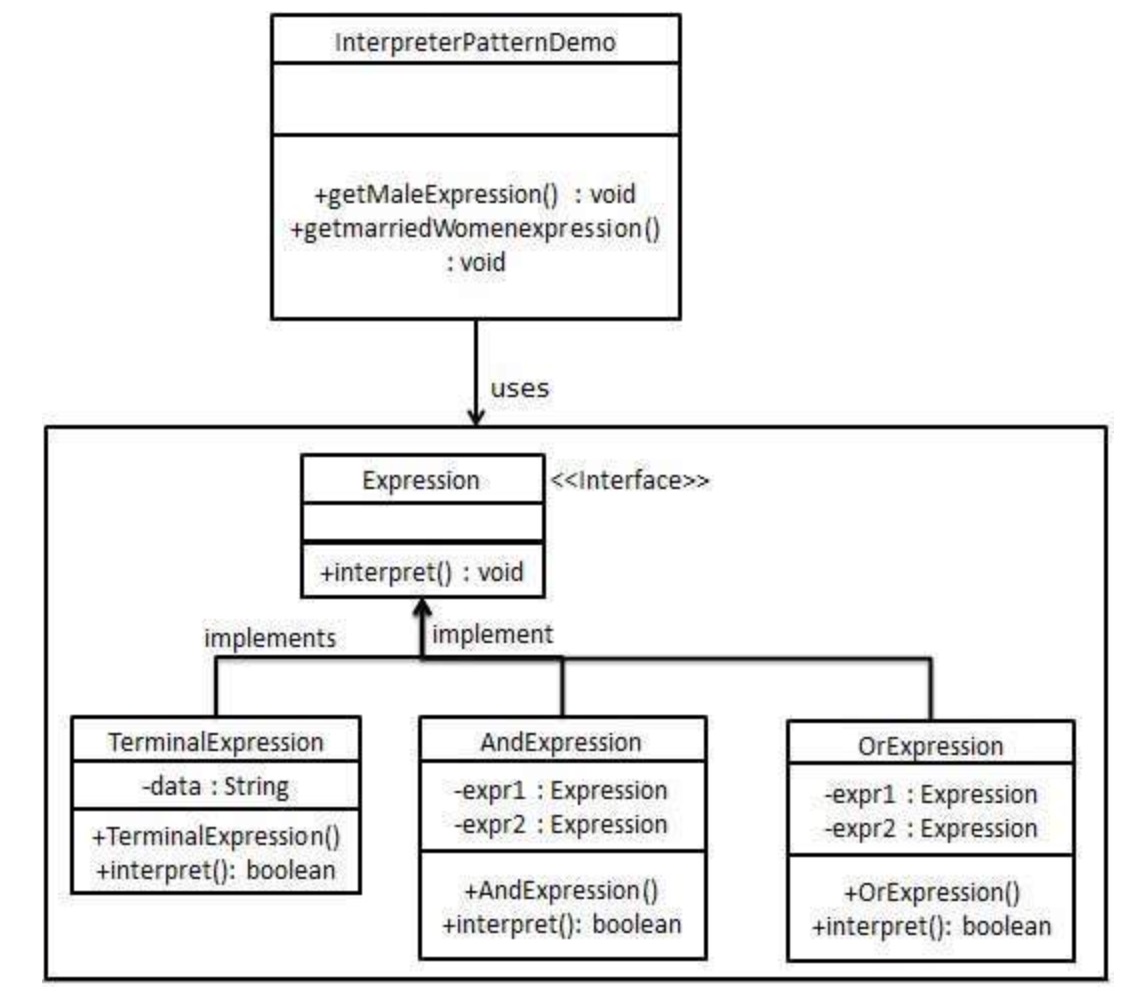 InterpreterPatternDemo
+getMaleExpression() : void
+getmarriedWomenexpression()
: void
uses
Expression
<<Interface>>
+interpret() : void
implements
implement
TerminalExpression
-data : String
+TerminalExpression()
+interpret(): boolean
AndExpression
-expr1 : Expression
-expr2 : Expression
+AndExpression()
+interpret(): boolean
OrExpression
-expr1 : Expression
-expr2 : Expression
+OrExpression()
+interpret(): boolean